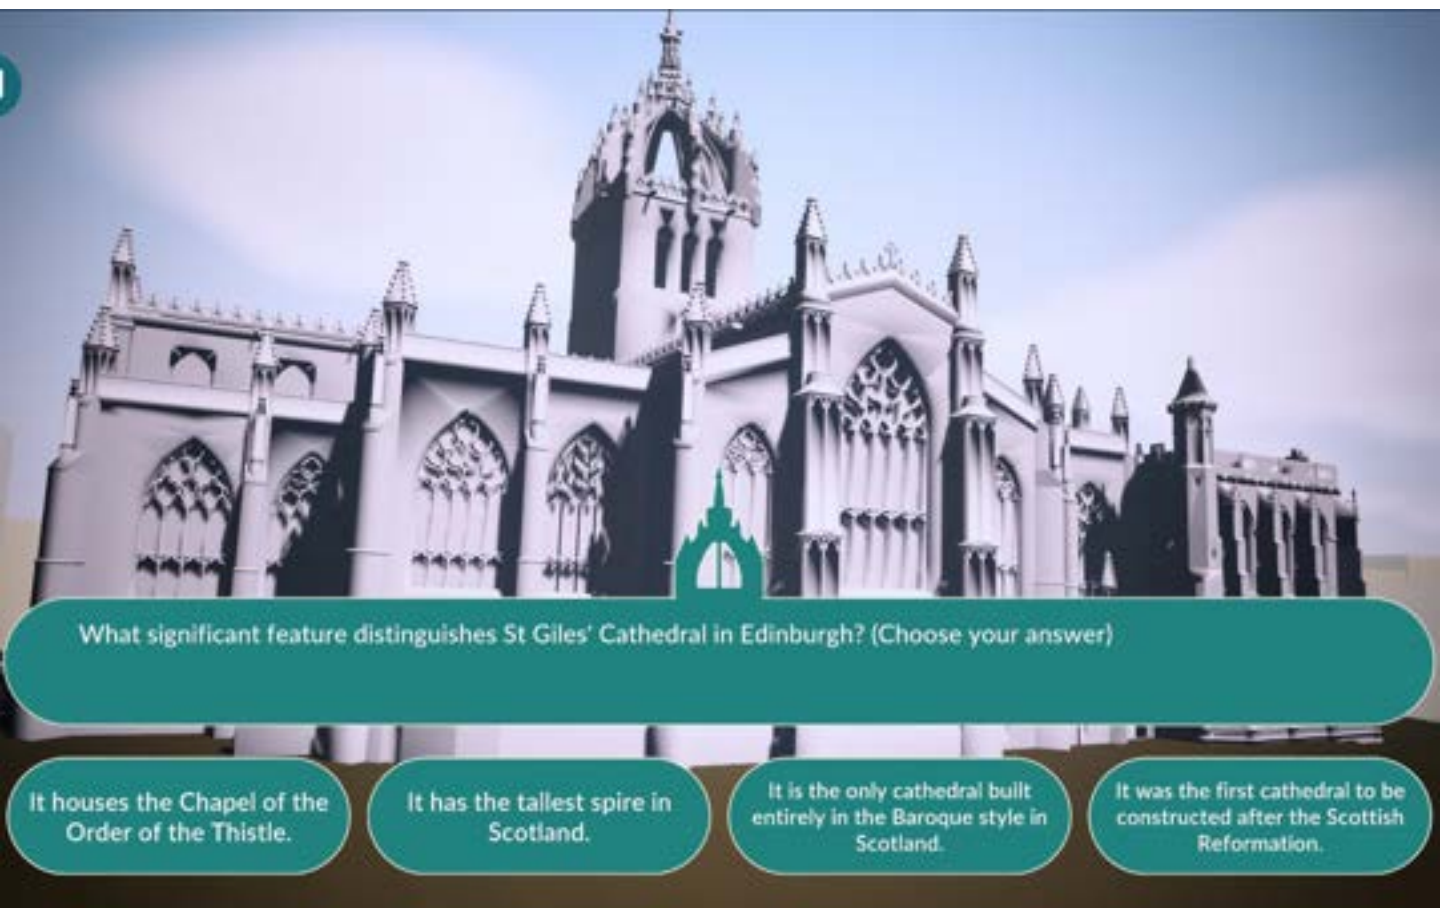 What significant feature distinguishes St Giles' Cathedral in Edinburgh? (Choose your answer)
It houses the Chapel of the
Order of the Thistle.
It has the tallest spire in
Scotland.
It is the only cathedral built
entirely in the Baroque style in
Scotland.
It was the first cathedral to be
constructed after the Scottish
Reformation.